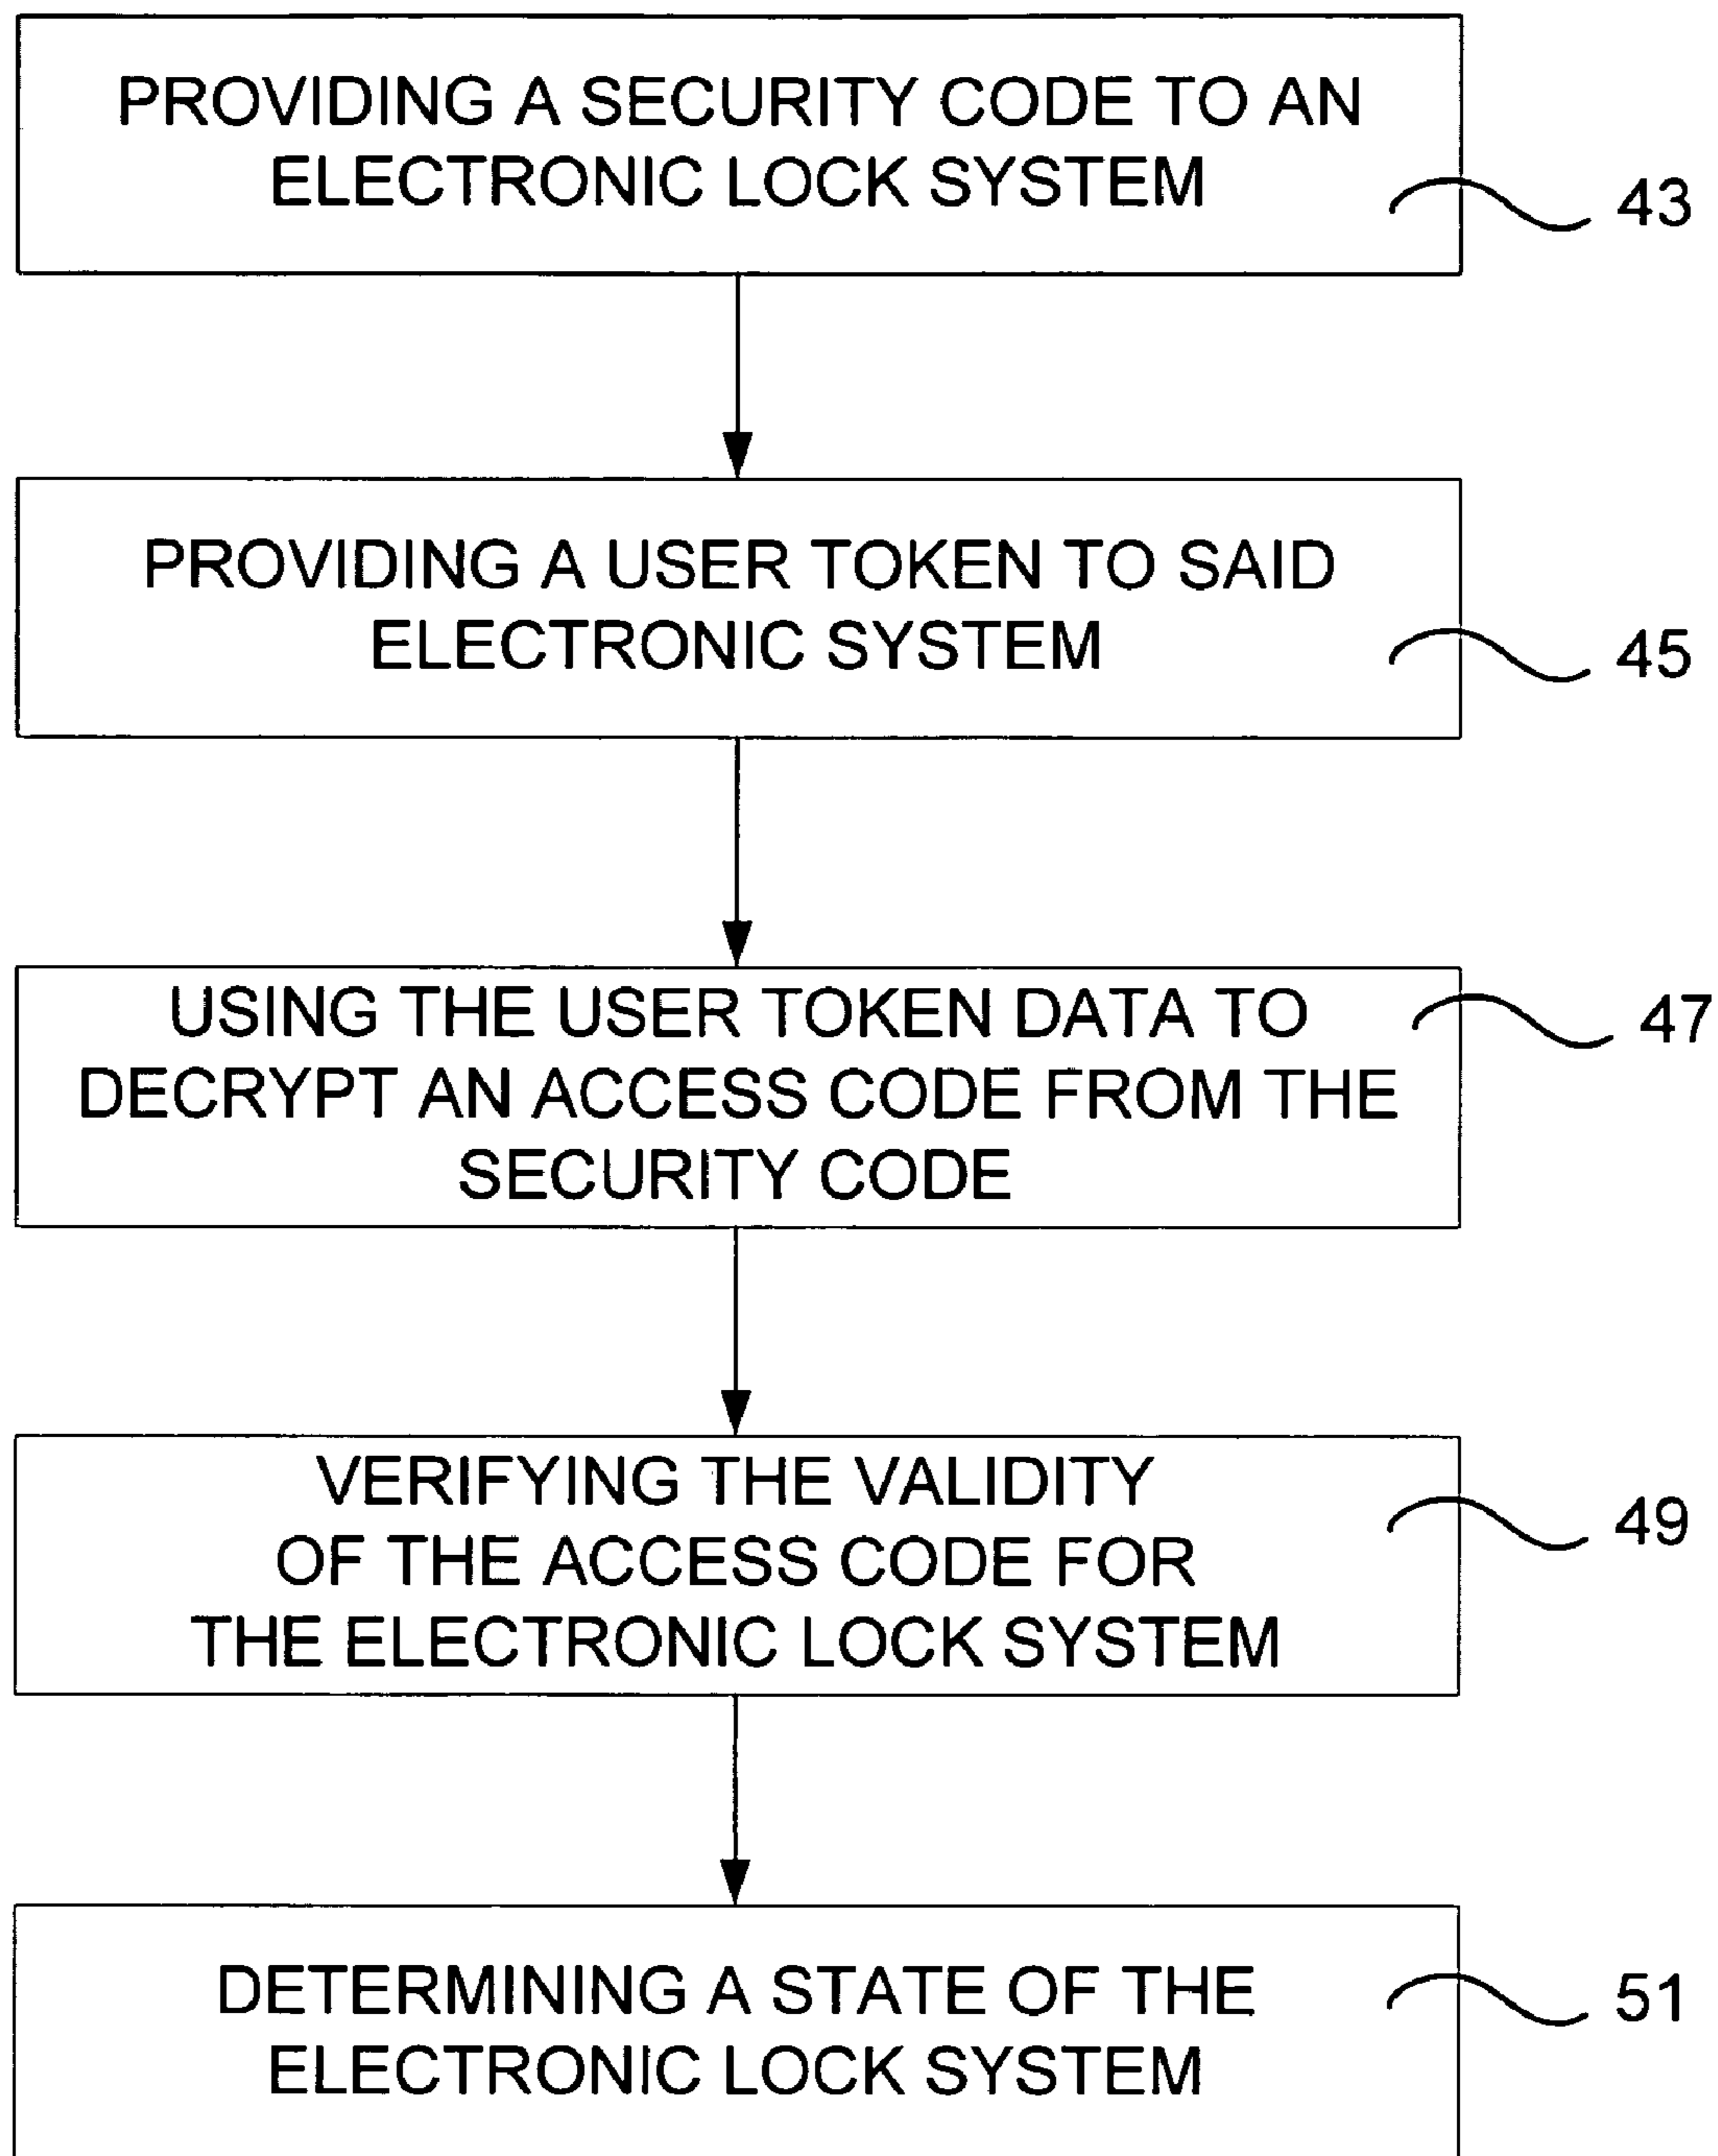 PROVIDING A SECURITY CODE TO AN
ELECTRONIC LOCK SYSTEM
43
PROVIDING A USER TOKEN TO SAID
ELECTRONIC SYSTEM
45
USING THE USER TOKEN DATA TO
DECRYPT AN ACCESS CODE FROM THE
SECURITY CODE
47
VERIFYING THE VALIDITY
OF THE ACCESS CODE FOR
THE ELECTRONIC LOCK SYSTEM
49
DETERMINING A STATE OF THE
ELECTRONIC LOCK SYSTEM
51